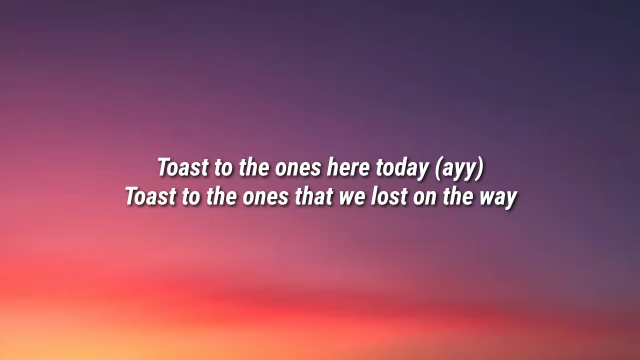 Toast to the ones here today (ayy)
Toast to the ones that we lost on the way